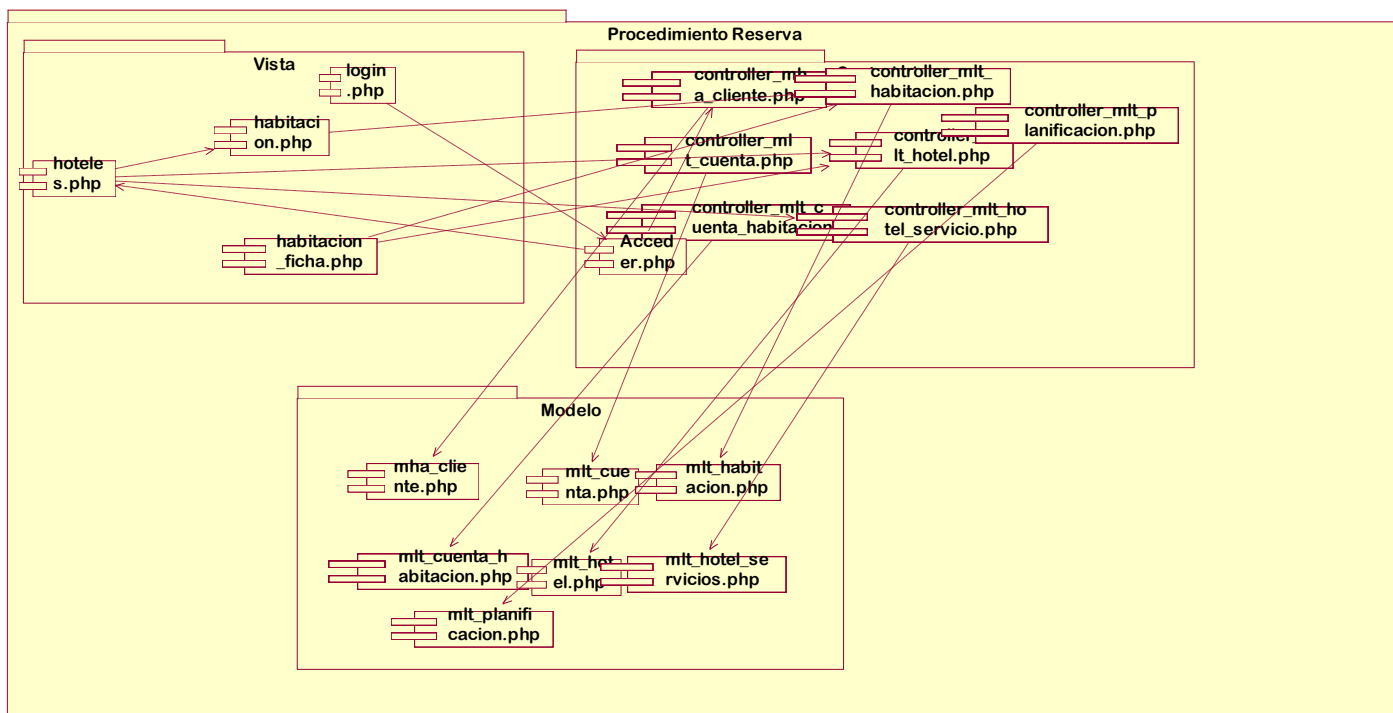 Procedimiento Reserva
Vista
login
.php
habitaci
on.php
hotele
s.php
habitacion
_ficha.php
controller_mh
a_cliente.php
controller_mlt_
habitacion.php
controller_mlt_p
lanificacion.php
controller_ml
t_cuenta.php
controller_
lt_hotel.php
controller_mlt_c
uenta_habitacion
controller_mlt_ho
tel_servicio.php
Acced
er.php
Modelo
mha_clie
nte.php
mlt_cue
nta.php
mlt_habit
acion.php
mlt_cuenta_h
abitacion.php
mlt_hot
el.php
mlt_hotel_se
rvicios.php
mlt_planifi
cacion.php